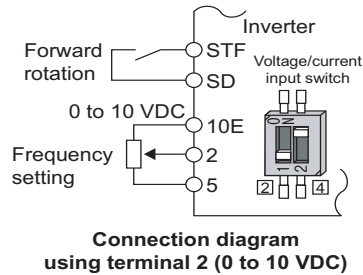 Inverter
Forward
rotation
STF
SD
Voltage/current
input switch
0 to 10 VDC
10E
Frequency
setting
2
5
ON
1 2
2 4
Connection diagram
using terminal 2 (0 to 10 VDC)